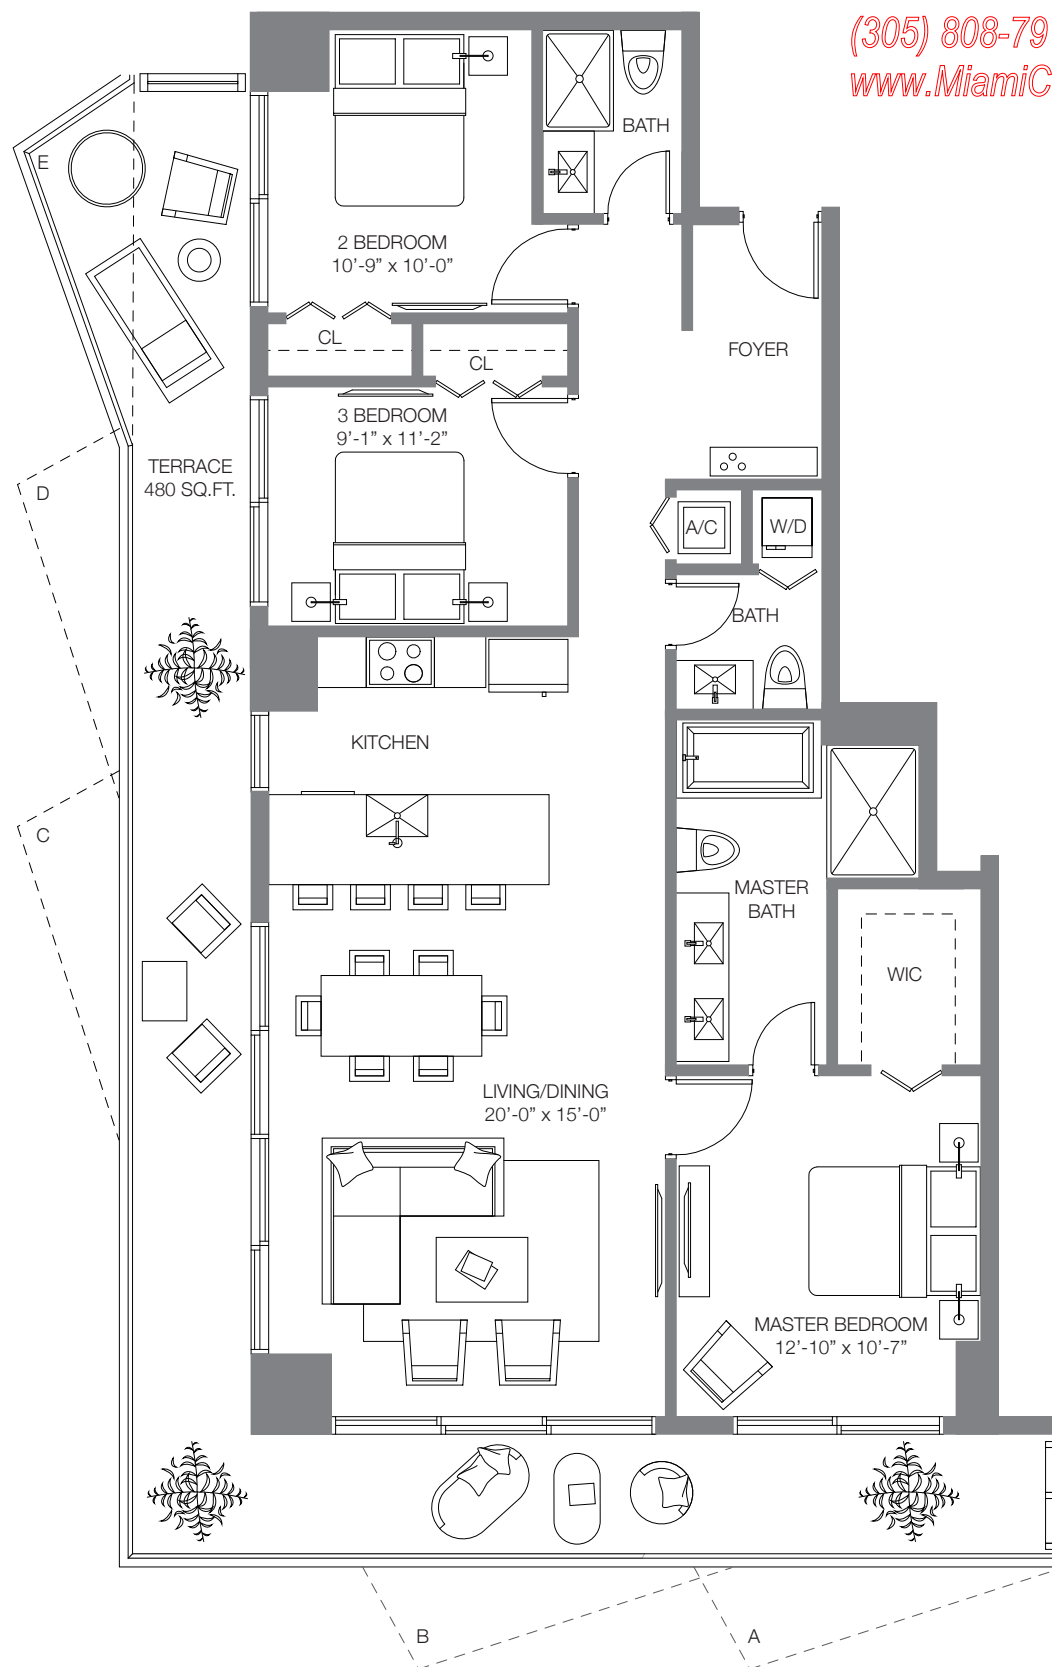 (305) 808-79
www.MiamiC
E
BATH
2 BEDROOM
10’-9” x 10’-0”
CL
FOYER
CL
3 BEDROOM
9’-1” x 11’-2”
TERRACE
480 SQ.FT.
D
A/C
W/D
BATH
KITCHEN
C
MASTER
BATH
WIC
LIVING/DINING
20’-0” x 15’-0”
MASTER BEDROOM
12’-10” x 10’-7”
B
A